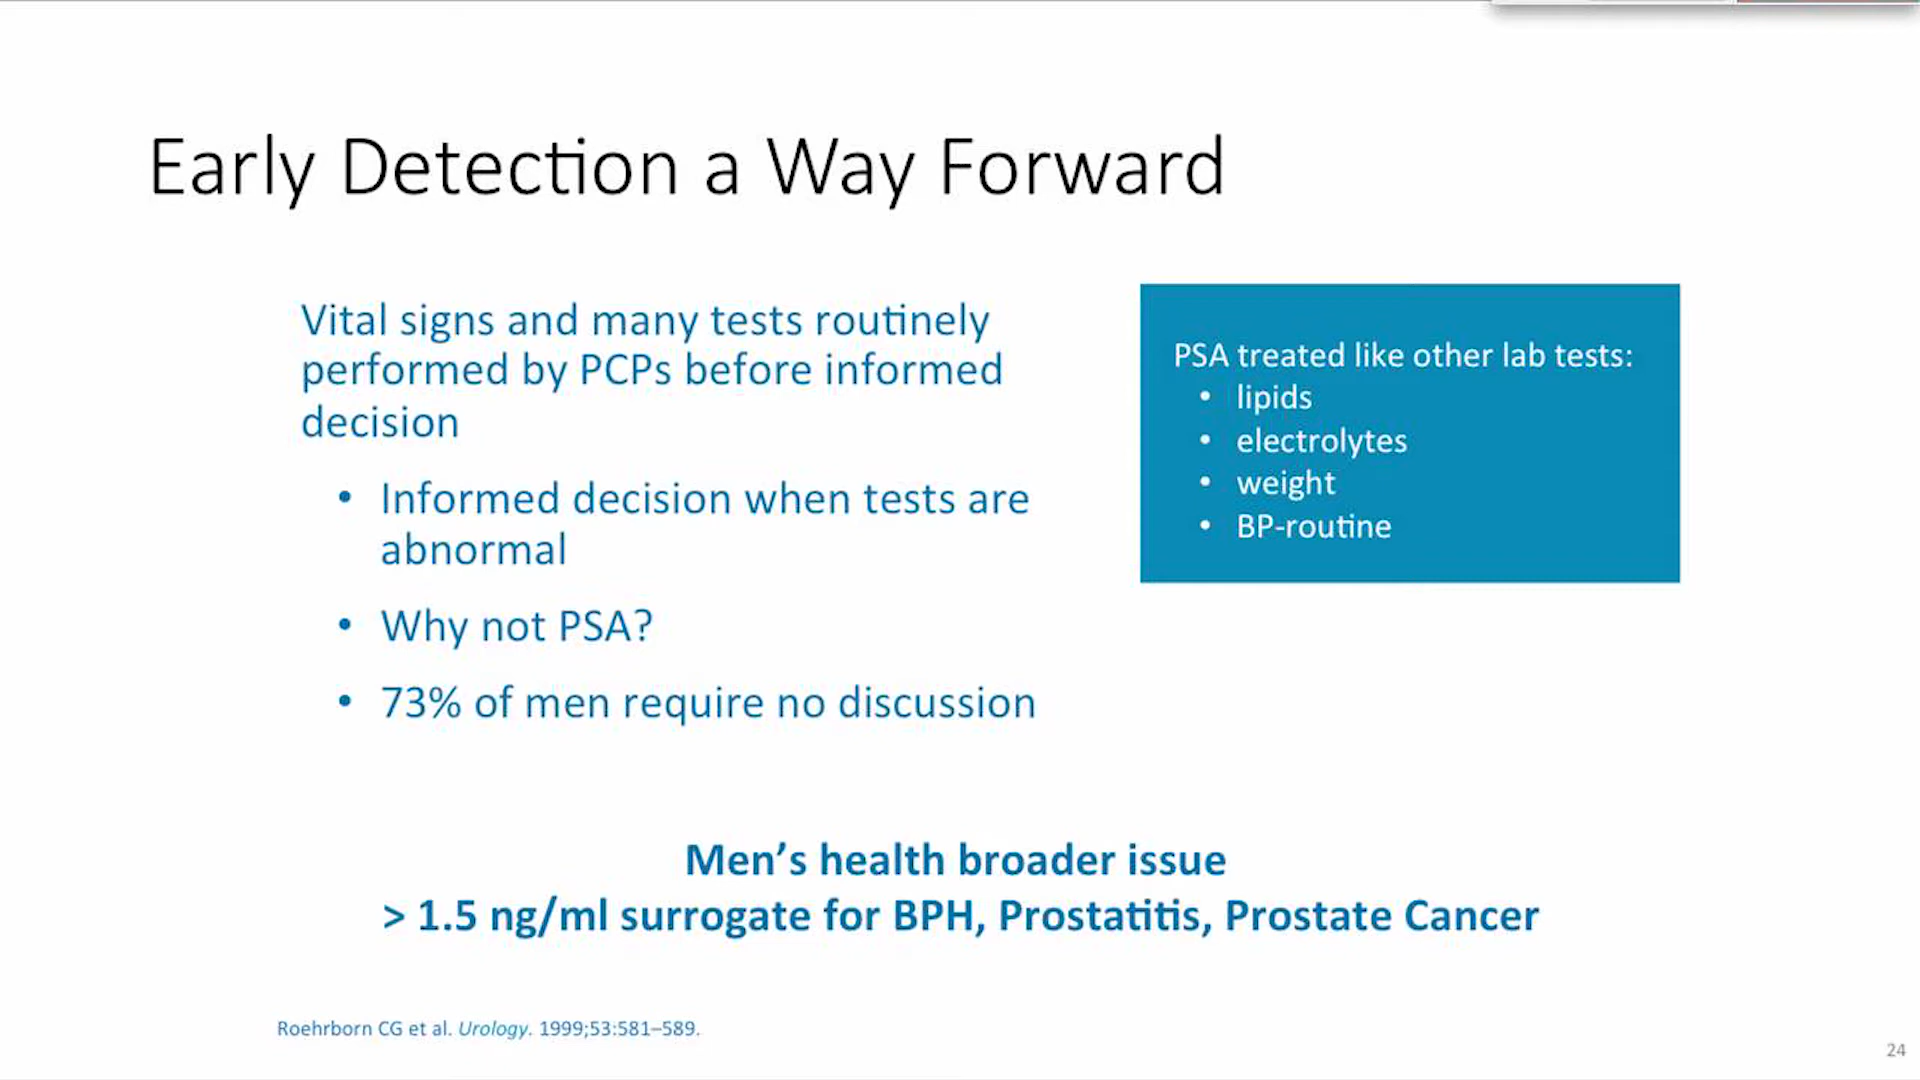 Early Detection a Way Forward
Vital signs and many tests routinely
performed by PCPs before informed
decision
• Informed decision when tests are
abnormal
• Why not PSA?
• 73% of men require no discussion
PSA treated like other lab tests:
• lipids
• electrolytes
• weight
• BP-routine
Men’s health broader issue
> 1.5 ng/ml surrogate for BPH, Prostatitis, Prostate Cancer
Roehrborn CG et al. Urology. 1999;53:581–589.
24